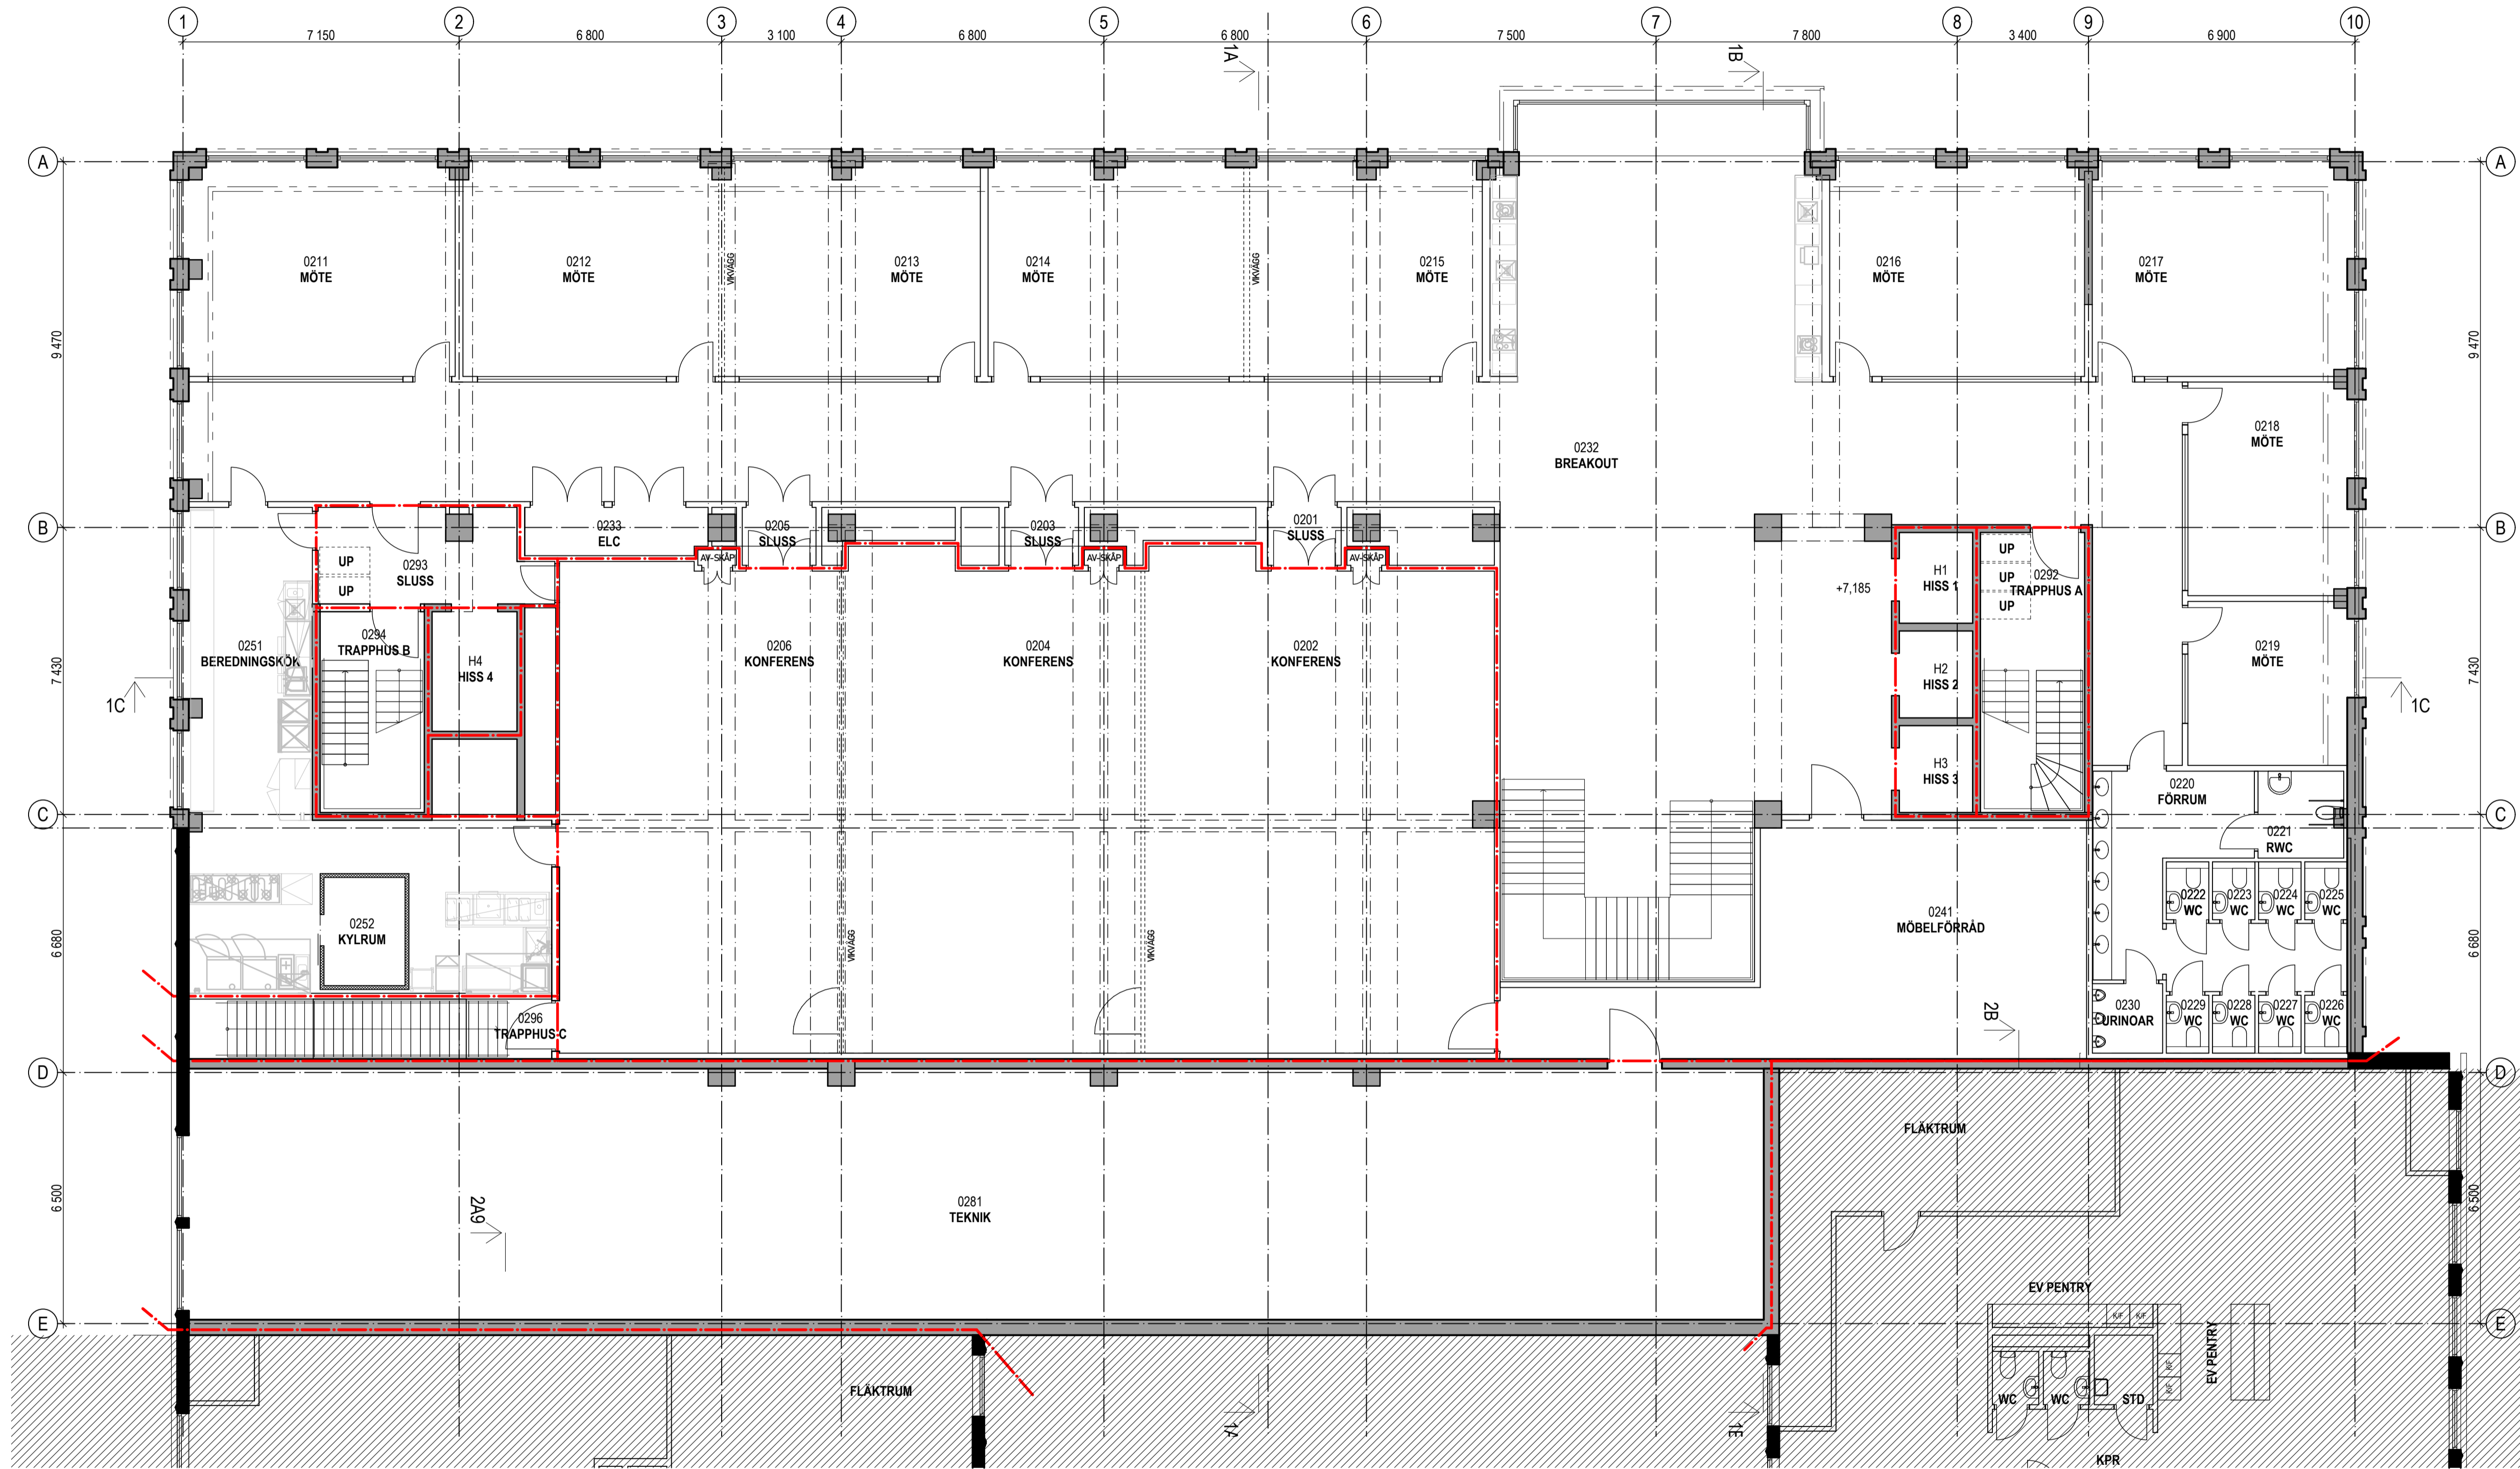 1 2 3 4 5 6 7 8 9 10
7 150 6 800 3 100 6 800 6 800 7 500 7 800 3 400 6 900
1A 1B
A A
0211
MÖTE
0212
MÖTE
VIKVÄGG
0213
MÖTE
0214
MÖTE
VIKVÄGG
0215
MÖTE
0216
MÖTE
0217
MÖTE
9 470 9 470
0218
MÖTE
0232
BREAKOUT
B B
0233
ELC
0205
SLUSS
0203
SLUSS
0201
SLUSS
AV-SKÅP
AV-SKÅP
AV-SKÅP
UP
UP
0293
SLUSS
H1
HISS 1
UP
UP
UP
0292
TRAPPHUS A
+7,185
0251
BEREDNINGSKÖK
0294
TRAPPHUS B
H4
HISS 4
0206
KONFERENS
0204
KONFERENS
0202
KONFERENS
H2
HISS 2
0219
MÖTE
7 430 7 430
1C 1C
H3
HISS 3
0220
FÖRRUM
C C
0221
RWC
0222
WC
0223
WC
0224
WC
0225
WC
0252
KYLRUM
VIKVÄGG
VIKVÄGG
0241
MÖBELFÖRRÅD
6 680 6 680
0296
TRAPPHUS C
2B
0230
URINOAR
0229
WC
0228
WC
0227
WC
0226
WC
D D
FLÄKTRUM
2A9
0281
TEKNIK
6 500 6 500
EV PENTRY
K/F K/F
E E
EV PENTRY
K/F
K/F
FLÄKTRUM
1A 1E
WC WC STD
KPR